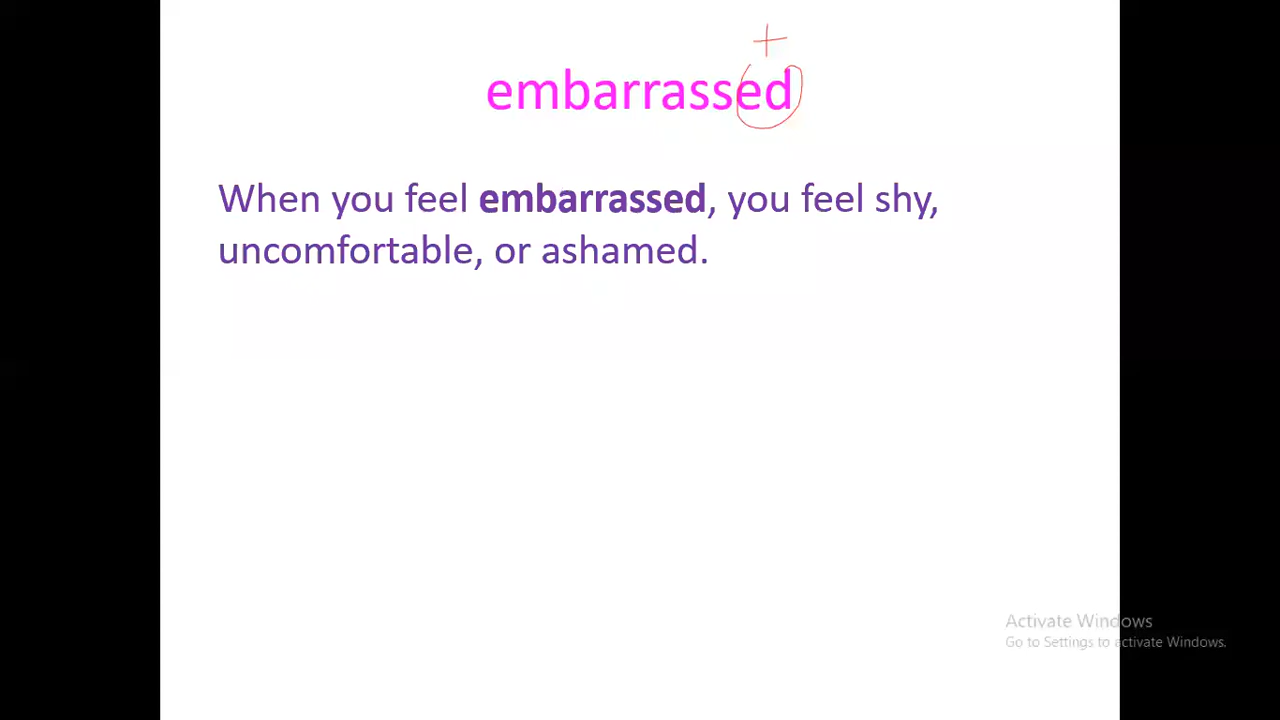 +
embarrassed
When you feel embarrassed, you feel shy,
uncomfortable, or ashamed.
Activate Windows
Go to Settings to activate Windows.